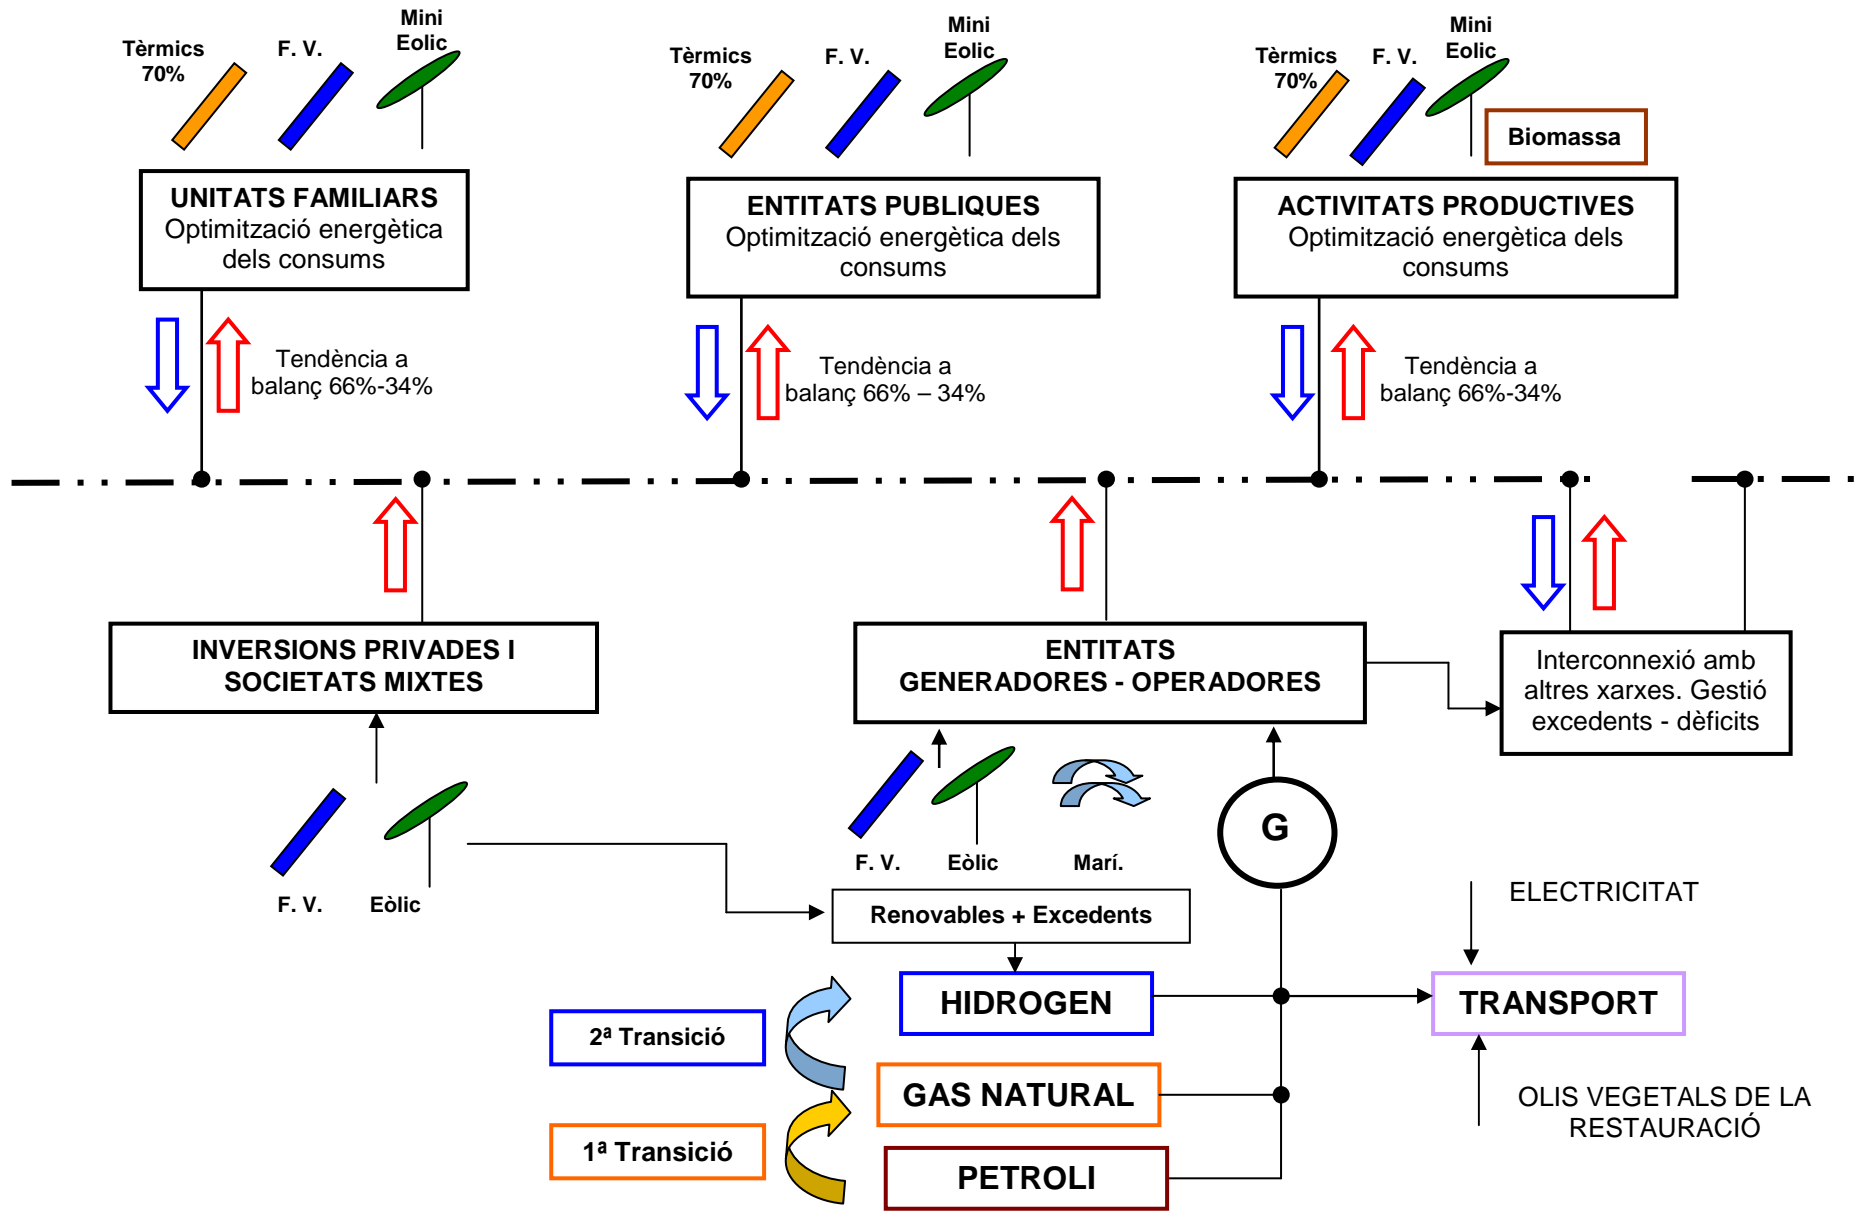 Tèrmics
70%
F. V.
Mini
Eolic
Tèrmics
70%
F. V.
Mini
Eolic
Tèrmics
70%
F. V.
Mini
Eolic
Biomassa
UNITATS FAMILIARS
Optimització energètica
dels consums
ENTITATS PUBLIQUES
Optimització energètica dels
consums
ACTIVITATS PRODUCTIVES
Optimització energètica dels
consums
Tendència a
balanç 66%-34%
Tendència a
balanç 66% – 34%
Tendència a
balanç 66%-34%
INVERSIONS PRIVADES I
SOCIETATS MIXTES
ENTITATS
GENERADORES - OPERADORES
Interconnexió amb
altres xarxes. Gestió
excedents - dèficits
F. V.
Eòlic
F. V.
Eòlic
Marí.
G
Renovables + Excedents
ELECTRICITAT
HIDROGEN
TRANSPORT
2ª Transició
GAS NATURAL
OLIS VEGETALS DE LA
RESTAURACIÓ
1ª Transició
PETROLI